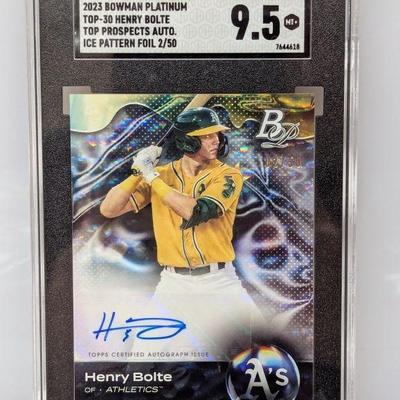 2023 BOWMAN PLATINUM
TOP-30 HENRY BOLTE
TOP PROSPECTS AUTO.
ICE PATTERN FOIL 2/50
9.5 MT+
7644618
BP
TOPPS CERTIFIED AUTOGRAPH ISSUE
Henry Bolte
OF • ATHLETICS™
A's